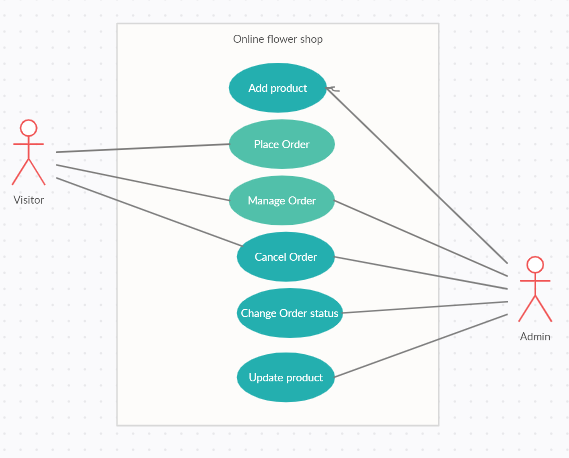 Online flower shop
Add product
Place Order
Manage Order
Visitor
Cancel Order
Change Order status
Admin
Update product